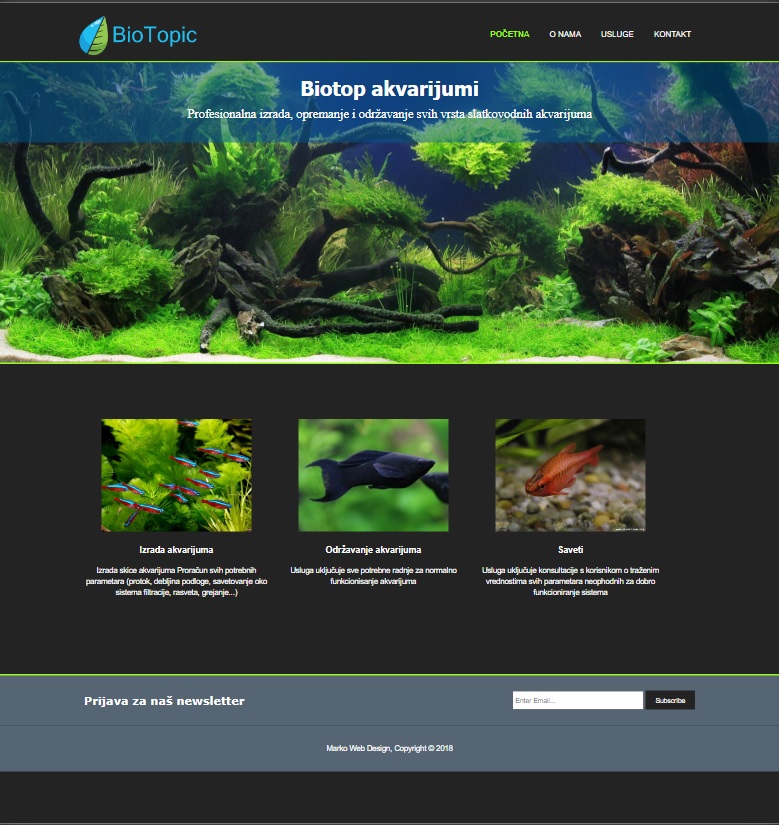 BioTopic
POČETNA O NAMA USLUGE KONTAKT
Biotop akvarijumi
Profesionalna izrada, opremanje i održavanje svih vrsta slatkovodnih akvarijuma
Izrada akvarijuma
Izrada skice akvarijuma Proračun svih potrebnih
parametara (protok, debljina podloge, savetovanje oko
sistema filtracije, rasveta, grejanje...)
Održavanje akvarijuma
Usluga uključuje sve potrebne radnje za normalno
funkcionisanje akvarijuma
Saveti
Usluga uključuje konsultacije s korisnikom o traženim
vrednostima svih parametara neophodnih za dobro
funkcioniranje sistema
Prijava za naš newsletter
Enter Email... Subscribe
Marko Web Design, Copyright © 2018